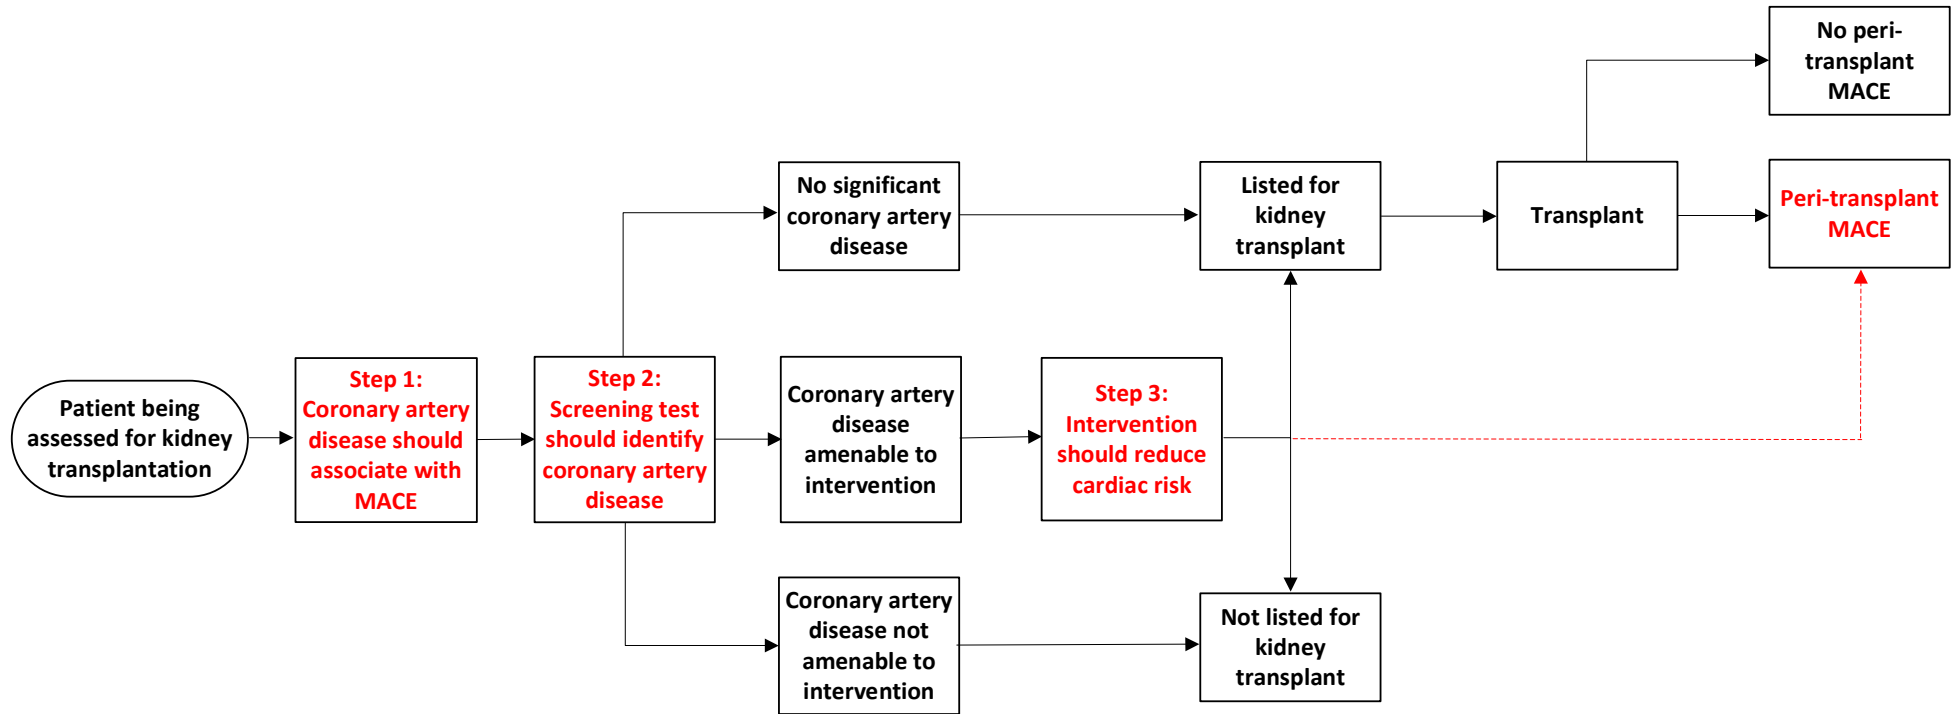 No peri-
transplant
MACE
No significant
coronary artery
disease
Listed for
kidney
transplant
Transplant
Peri-transplant
MACE
Patient being
assessed for kidney
transplantation
Step 1:
Coronary artery
disease should
associate with
MACE
Step 2:
Screening test
should identify
coronary artery
disease
Coronary artery
disease
amenable to
intervention
Step 3:
Intervention
should reduce
cardiac risk
Coronary artery
disease not
amenable to
intervention
Not listed for
kidney
transplant